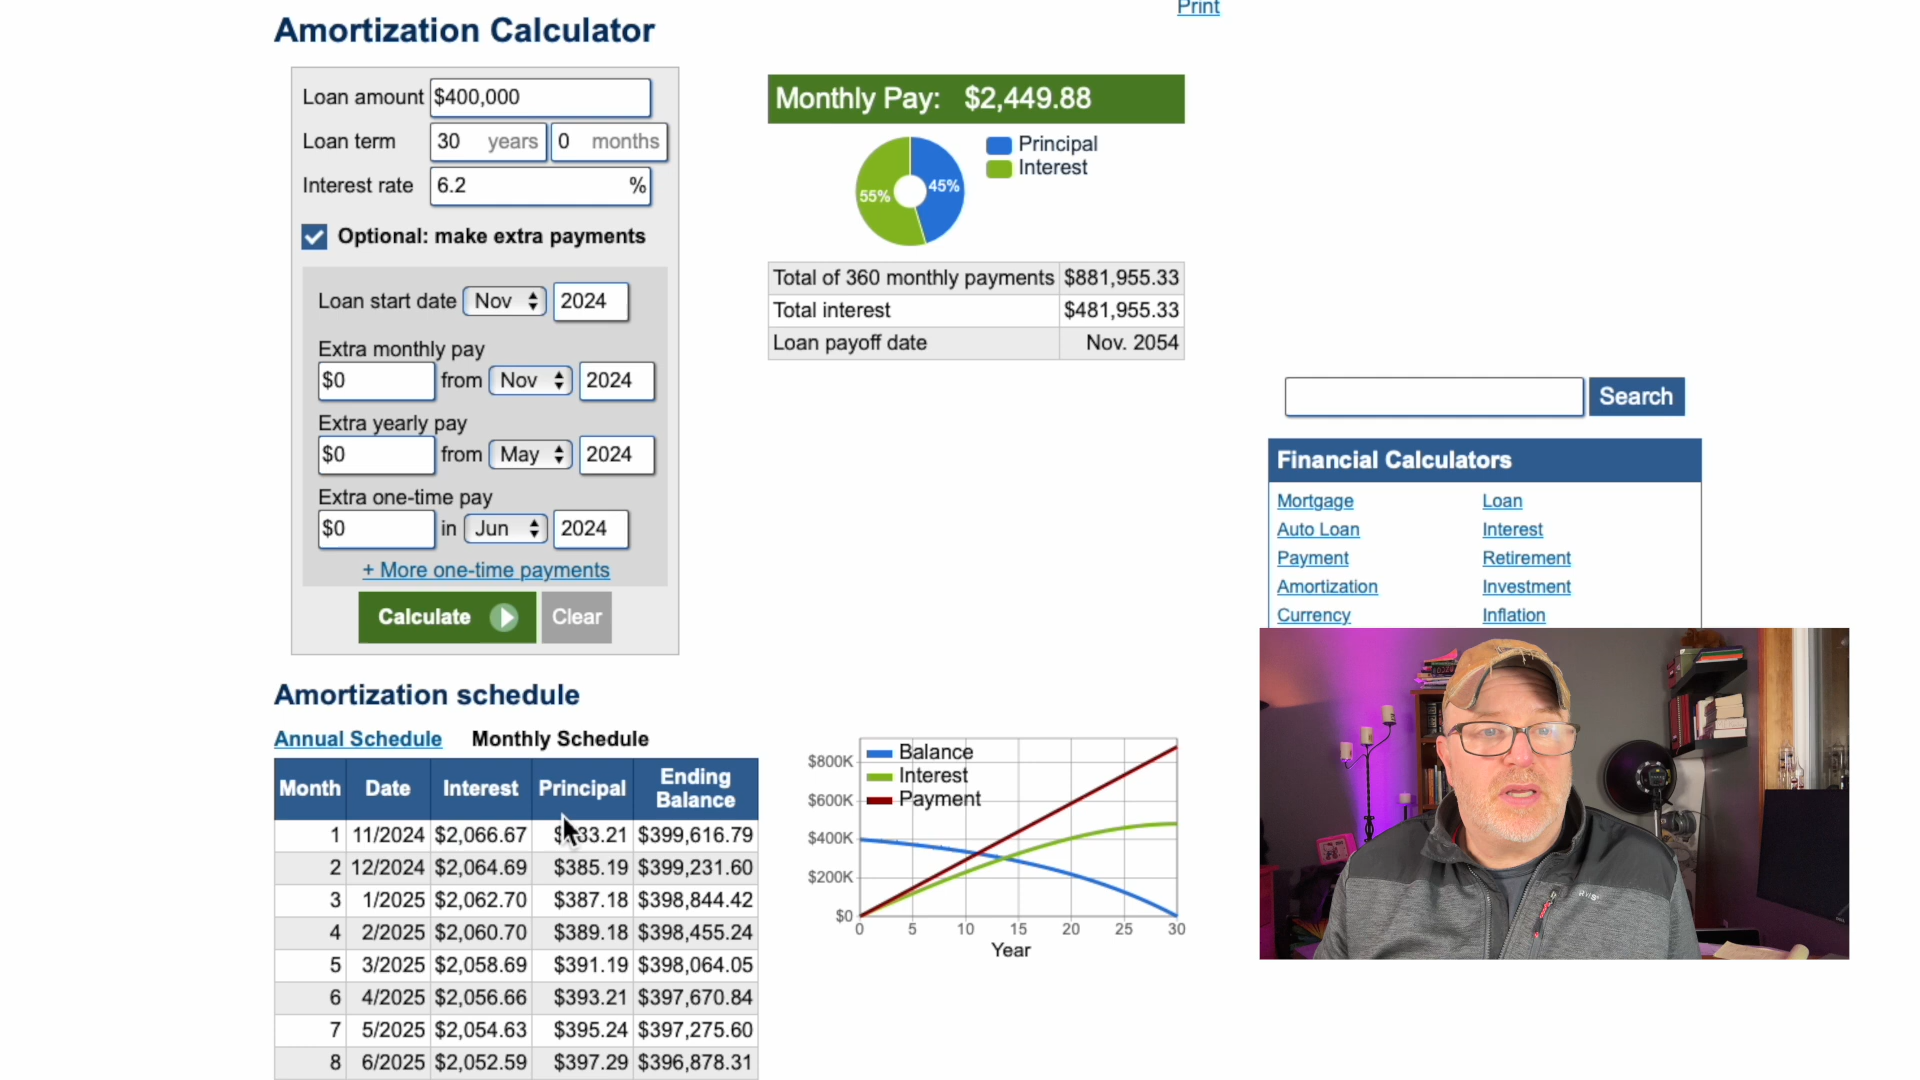 Print
Amortization Calculator
Loan amount $400,000
Loan term 30 years 0 months
Interest rate 6.2 %
Optional: make extra payments
Loan start date Nov 2024
Extra monthly pay
$0 from Nov 2024
Extra yearly pay
$0 from May 2024
Extra one-time pay
$0 in Jun 2024
+ More one-time payments
Calculate Clear
Monthly Pay: $2,449.88
Principal
Interest
55% 45%
Total of 360 monthly payments $881,955.33
Total interest $481,955.33
Loan payoff date Nov. 2054
Search
Financial Calculators
Mortgage Loan
Auto Loan Interest
Payment Retirement
Amortization Investment
Currency Inflation
Amortization schedule
Annual Schedule Monthly Schedule
Month Date Interest Principal Ending Balance
1 11/2024 $2,066.67 33.21 $399,616.79
2 12/2024 $2,064.69 $385.19 $399,231.60
3 1/2025 $2,062.70 $387.18 $398,844.42
4 2/2025 $2,060.70 $389.18 $398,455.24
5 3/2025 $2,058.69 $391.19 $398,064.05
6 4/2025 $2,056.66 $393.21 $397,670.84
7 5/2025 $2,054.63 $395.24 $397,275.60
8 6/2025 $2,052.59 $397.29 $396,878.31
Balance
Interest
Payment
$800K
$600K
$400K
$200K
$0
0 5 10 15 20 25 30
Year